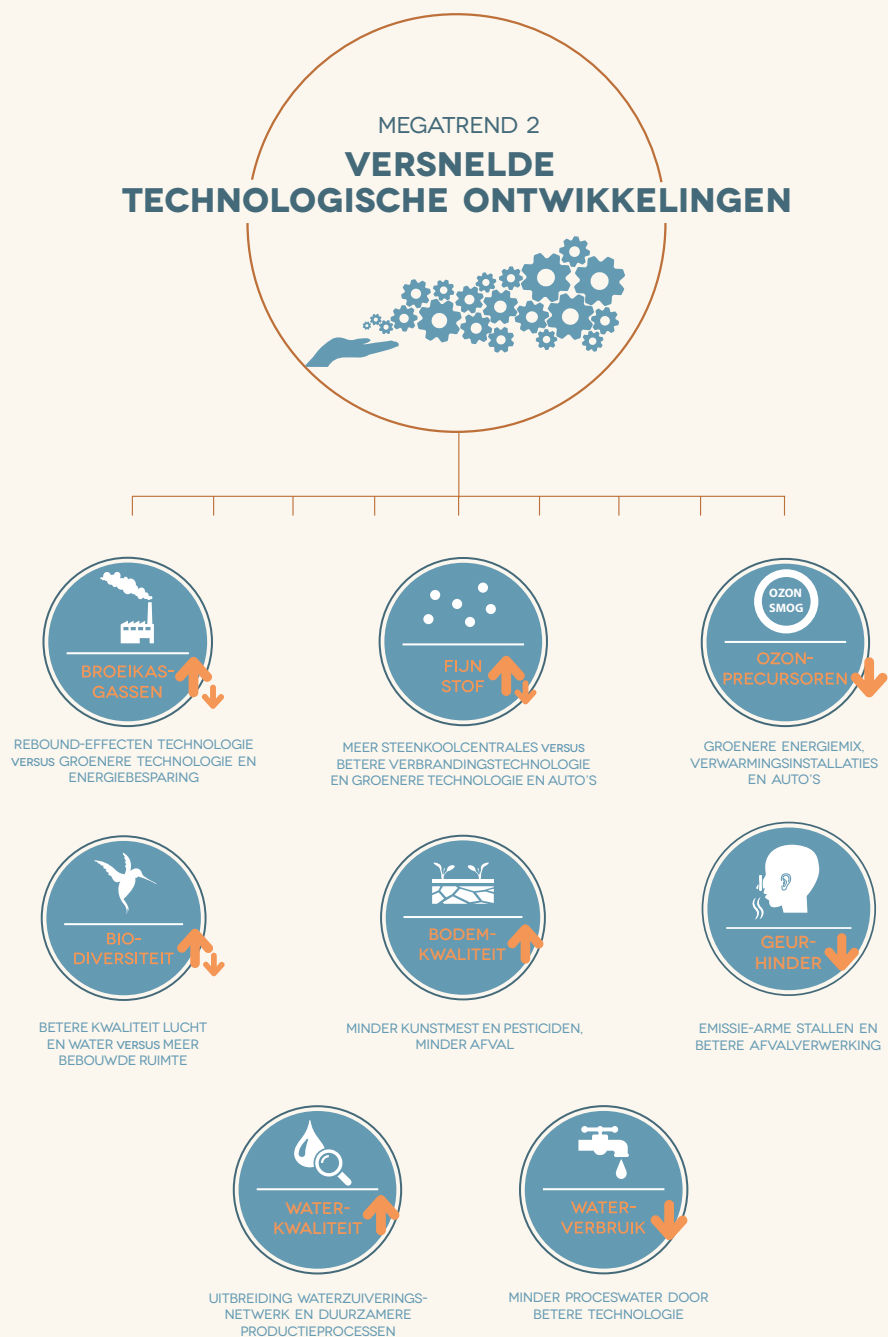 MEGATREND 2
VERSNELDE
TECHNOLOGISCHE ONTWIKKELINGEN
BROEIKAS-
GASSEN
REBOUND-EFFECTEN TECHNOLOGIE
VERSUS GROENERE TECHNOLOGIE EN
ENERGIEBESPARING
FIJN
STOF
MEER STEENKOOLCENTRALES VERSUS
BETERE VERBRANDINGSTECHNOLOGIE
EN GROENERE TECHNOLOGIE EN AUTO'S
OZON
SMOG
OZON-
PRECURSOREN
GROENERE ENERGIEMIX,
VERWARMINGSINSTALLATIES
EN AUTO'S
BIO-
DIVERSITEIT
BETERE KWALITEIT LUCHT
EN WATER VERSUS MEER
BEBOUWDE RUIMTE
BODEM-
KWALITEIT
MINDER KUNSTMEST EN PESTICIDEN,
MINDER AFVAL
GEUR-
HINDER
EMISSIE-ARME STALLEN EN
BETERE AFVALVERWERKING
WATER-
KWALITEIT
UITBREIDING WATERZUIVERINGS-
NETWERK EN DUURZAMERE
PRODUCTIEPROCESSEN
WATER-
VERBRUIK
MINDER PROCESWATER DOOR
BETERE TECHNOLOGIE